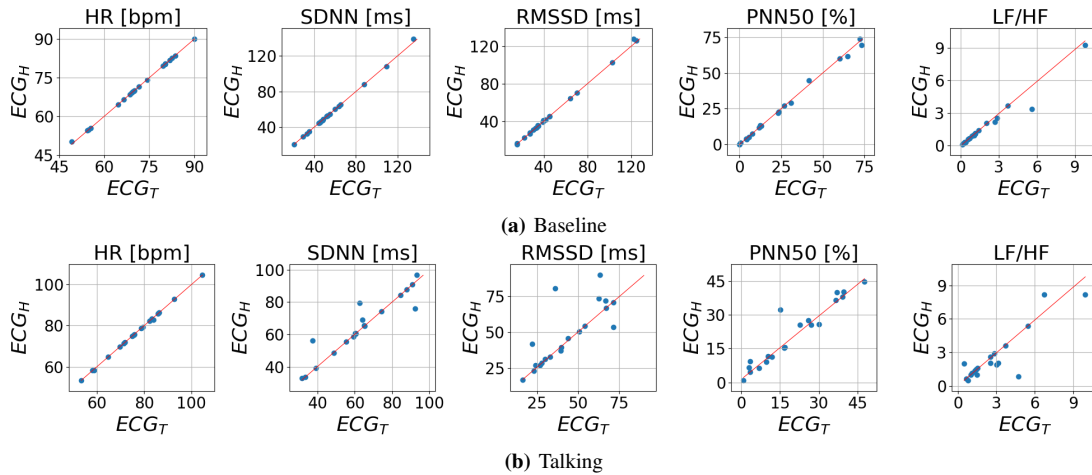 HR [bpm] SDNN [ms] RMSSD [ms] PNN50 [%] LF/HF
90 75 60 45
120 80 40
120 80 40
75 50 25 0
9 6 3 0
ECG_H ECG_H ECG_H ECG_H ECG_H
45 60 75 90 40 80 120 0 40 80 120 0 25 50 75 0 3 6 9
ECG_T ECG_T ECG_T ECG_T ECG_T
(a) Baseline
HR [bpm] SDNN [ms] RMSSD [ms] PNN50 [%] LF/HF
100 80 60
100 80 60 40
75 50 25
45 30 15 0
9 6 3 0
ECG_H ECG_H ECG_H ECG_H ECG_H
60 80 100 40 60 80 100 25 50 75 0 15 30 45 0 3 6 9
ECG_T ECG_T ECG_T ECG_T ECG_T
(b) Talking